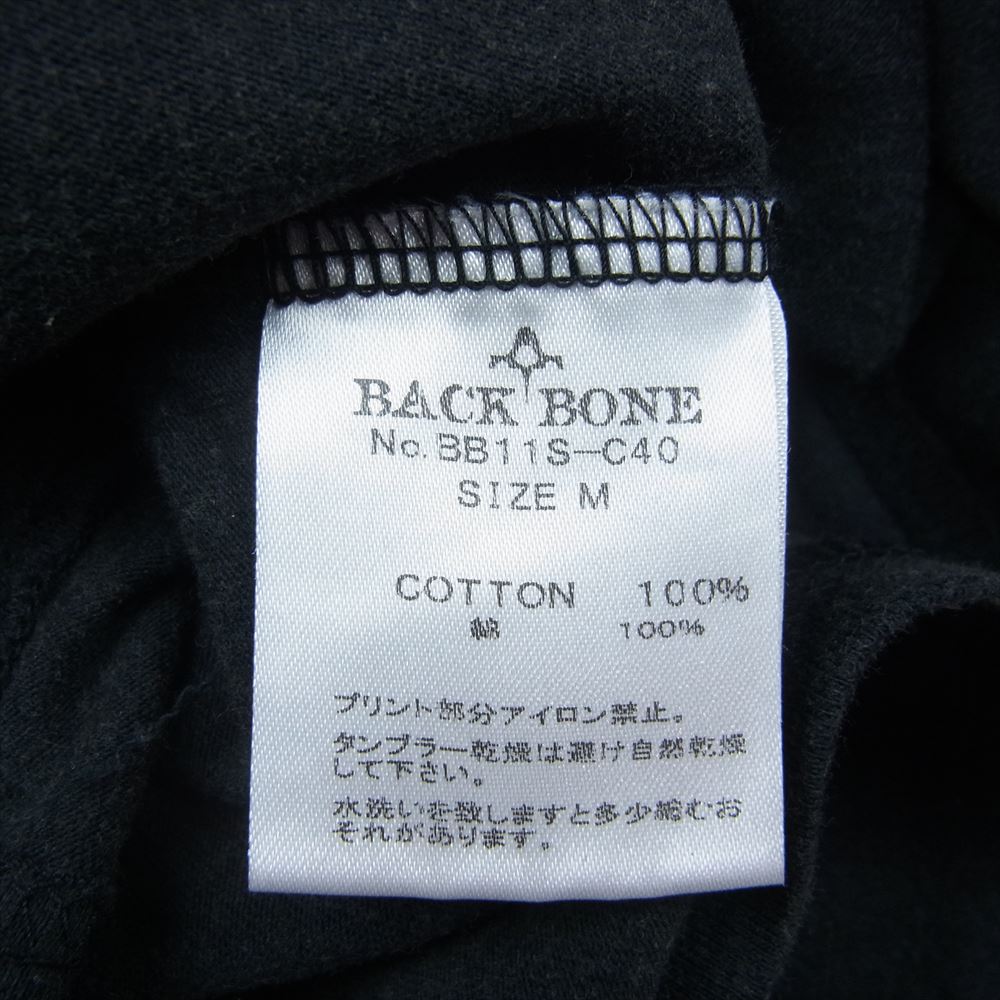 BACK BONE
No. BB11S-C40
SIZE M
COTTON 100%
綿 100%
プリント部分アイロン禁止。
タンブラー乾燥は避け自然乾燥
して下さい。
水洗いを致しますと多少縮むお
それがあります。